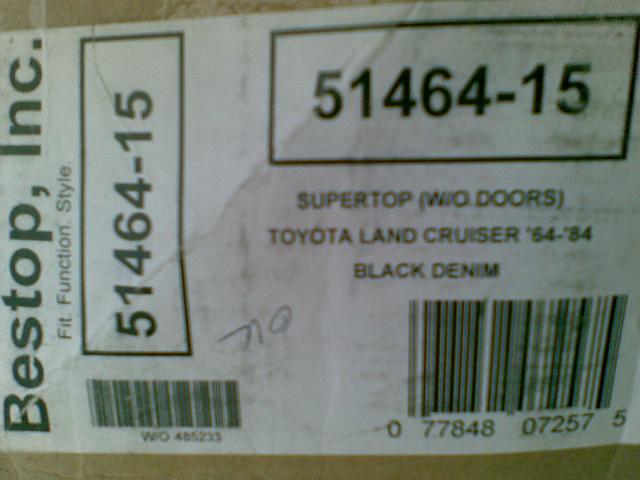 Bestop, Inc.
Fit. Function. Style.
51464-15
51464-15
SUPERTOP (W/O DOORS)
TOYOTA LAND CRUISER '64-'84
BLACK DENIM
W/O 485233
0 77848 07257 5